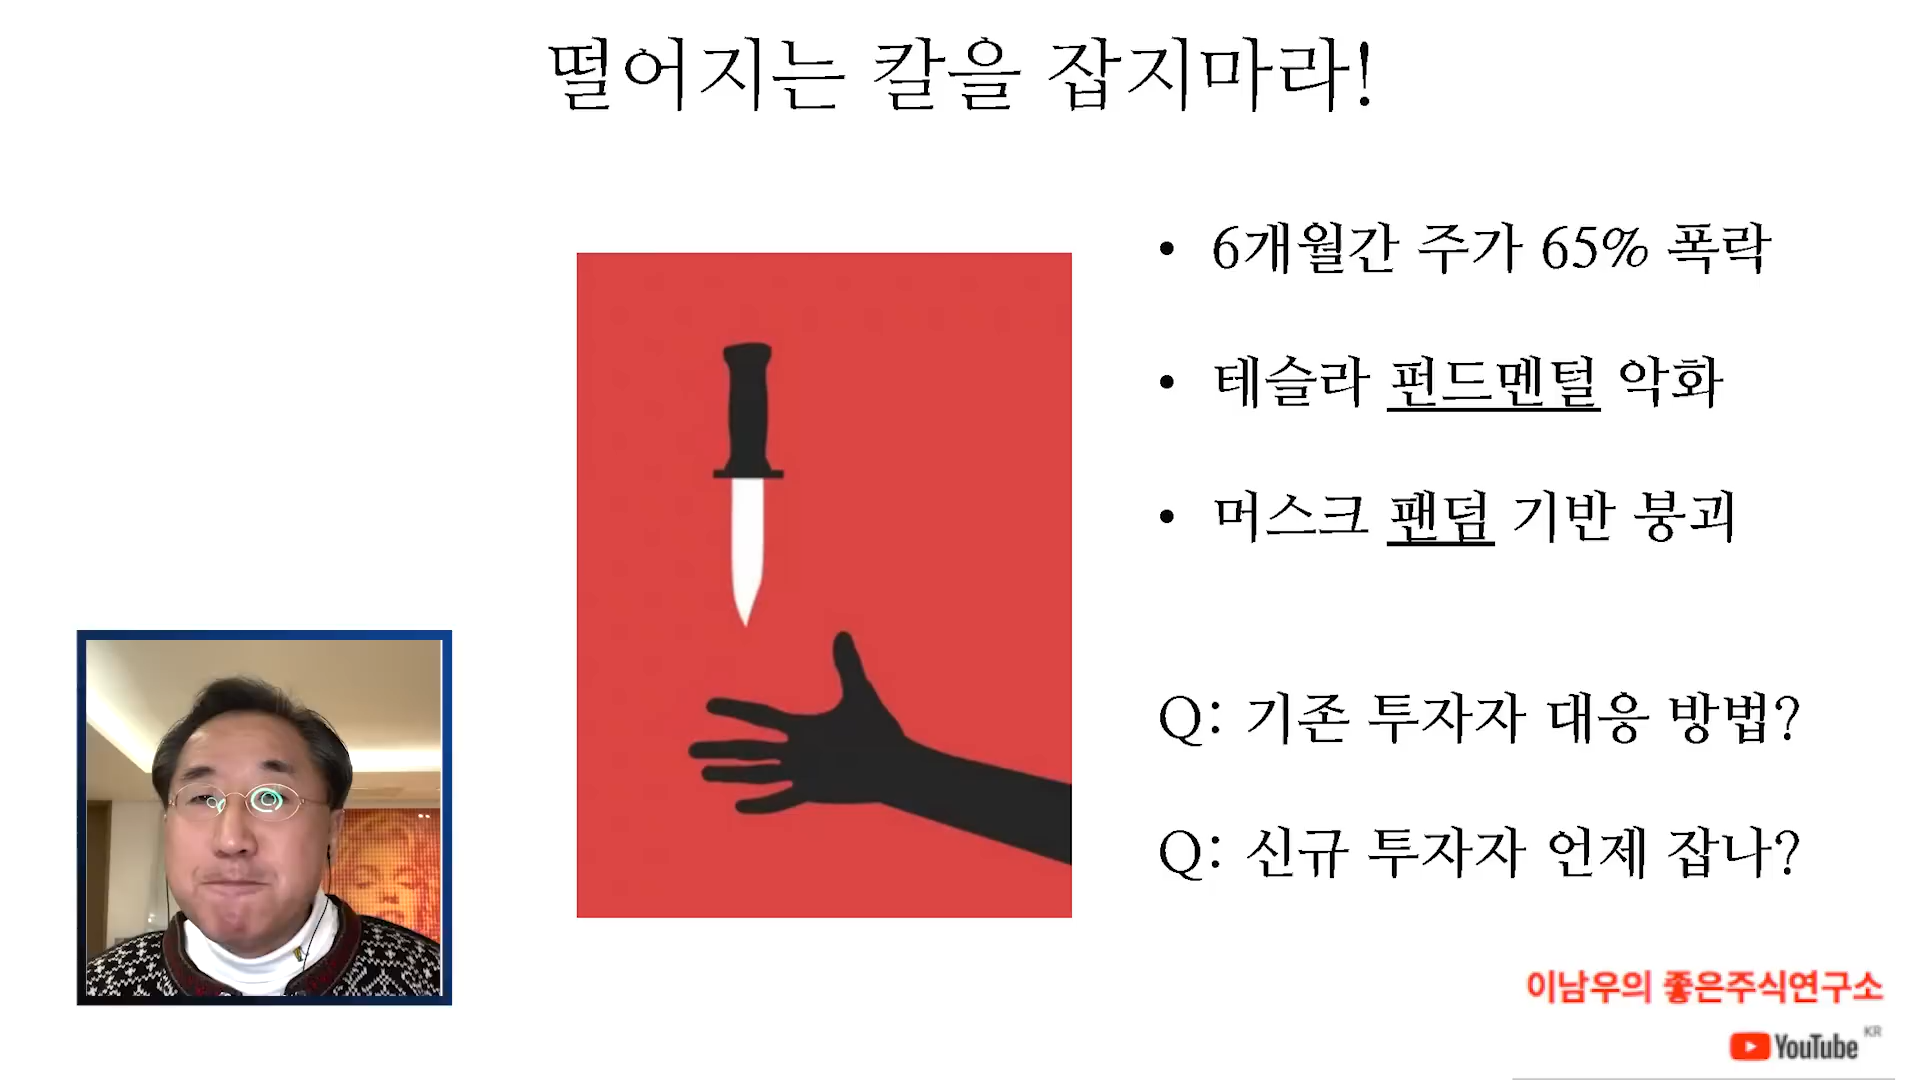 떨어지는 칼을 잡지마라!
• 6개월간 주가 65% 폭락
• 테슬라 펀드멘털 악화
• 머스크 팬덤 기반 붕괴
Q: 기존 투자자 대응 방법?
Q: 신규 투자자 언제 잡나?
이남우의 좋은주식연구소
YouTube KR